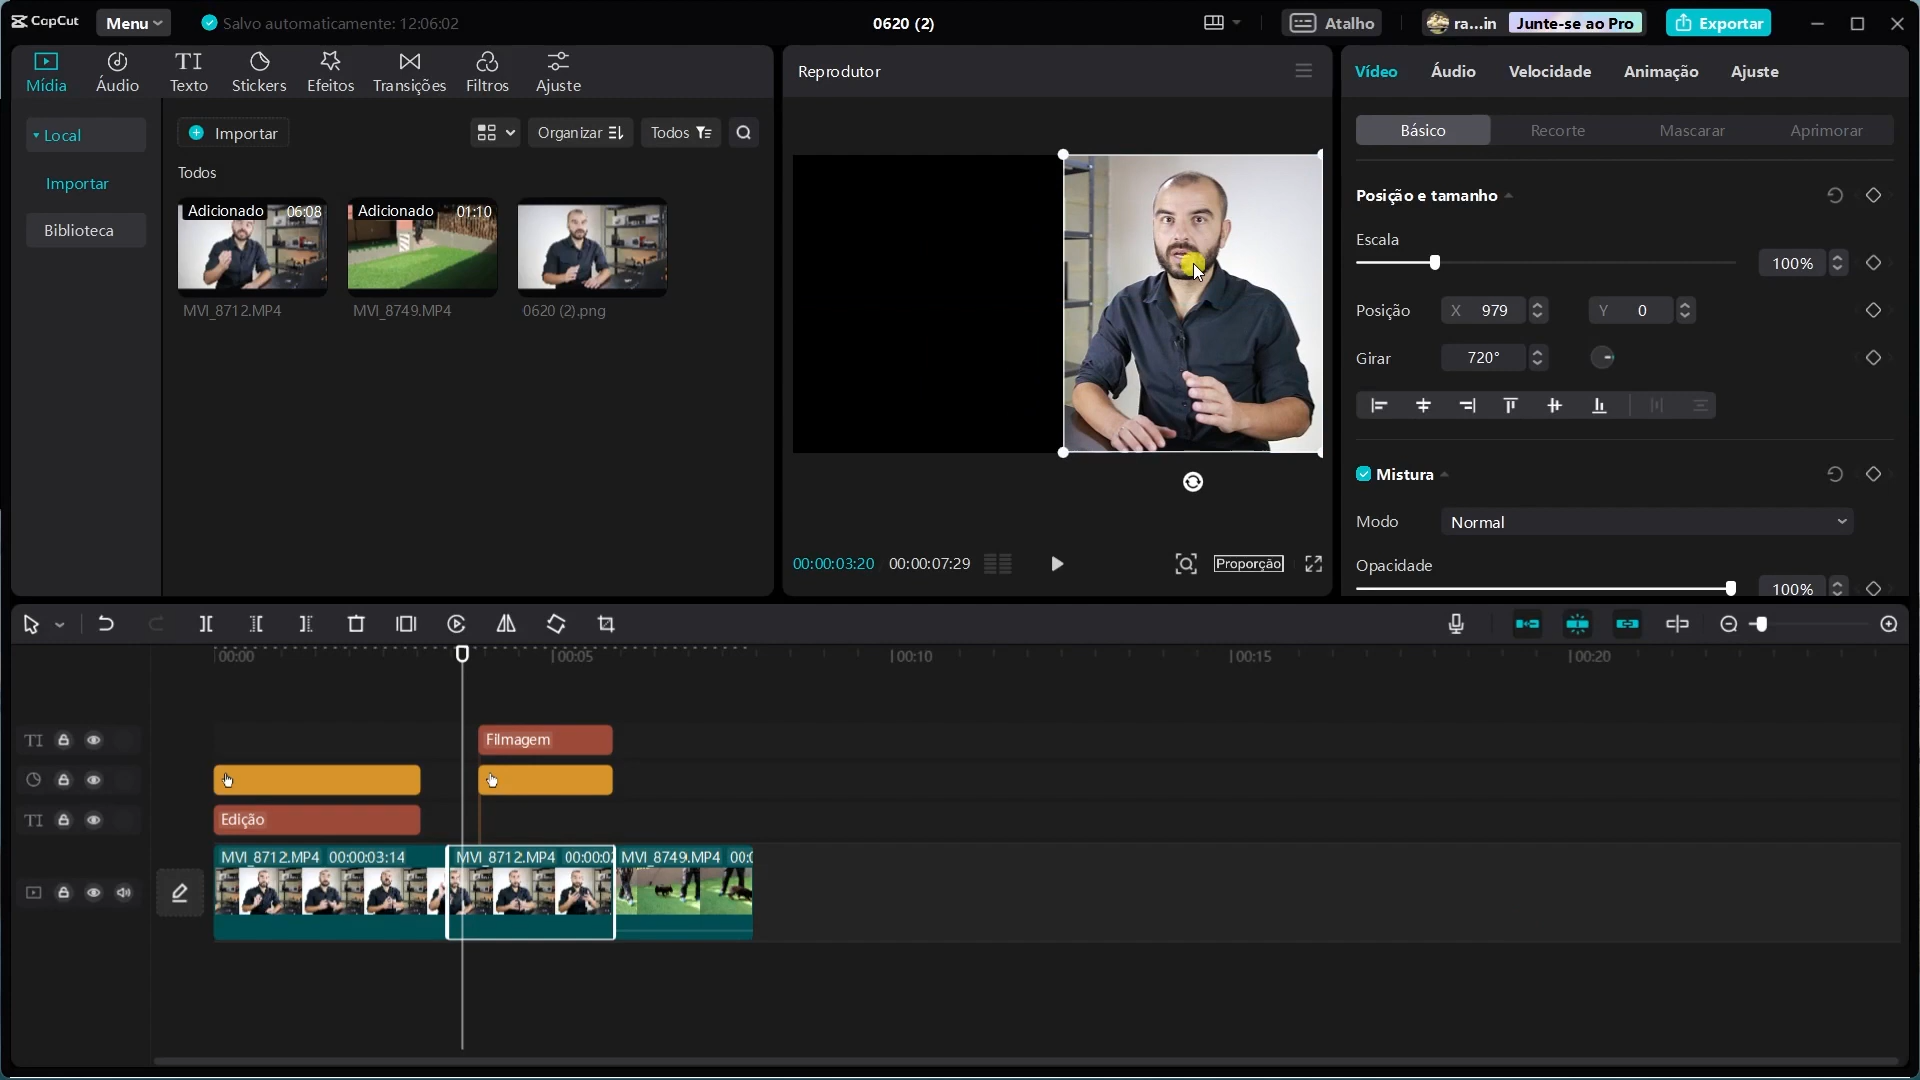 CapCut
Menu
Salvo automaticamente: 12:06:02
0620 (2)
Atalho
ra...in
Junte-se ao Pro
Exportar
Mídia
Áudio
Texto
Stickers
Efeitos
Transições
Filtros
Ajuste
Local
Importar
Biblioteca
Importar
Organizar
Todos
Todos
Adicionado 06:08
Adicionado 01:10
MVI_8712.MP4
MVI_8749.MP4
0620 (2).png
Reprodutor
00:00:03:20
00:00:07:29
Proporção
Vídeo
Áudio
Velocidade
Animação
Ajuste
Básico
Recorte
Mascarar
Aprimorar
Posição e tamanho
Escala
100%
Posição
X 979
Y 0
Girar
720°
Mistura
Modo
Normal
Opacidade
100%
00:00
00:05
00:10
00:15
00:20
TI
Filmagem
TI
Edição
MVI_8712.MP4 00:00:03:14
MVI_8712.MP4 00:00:0
MVI_8749.MP4 00:0